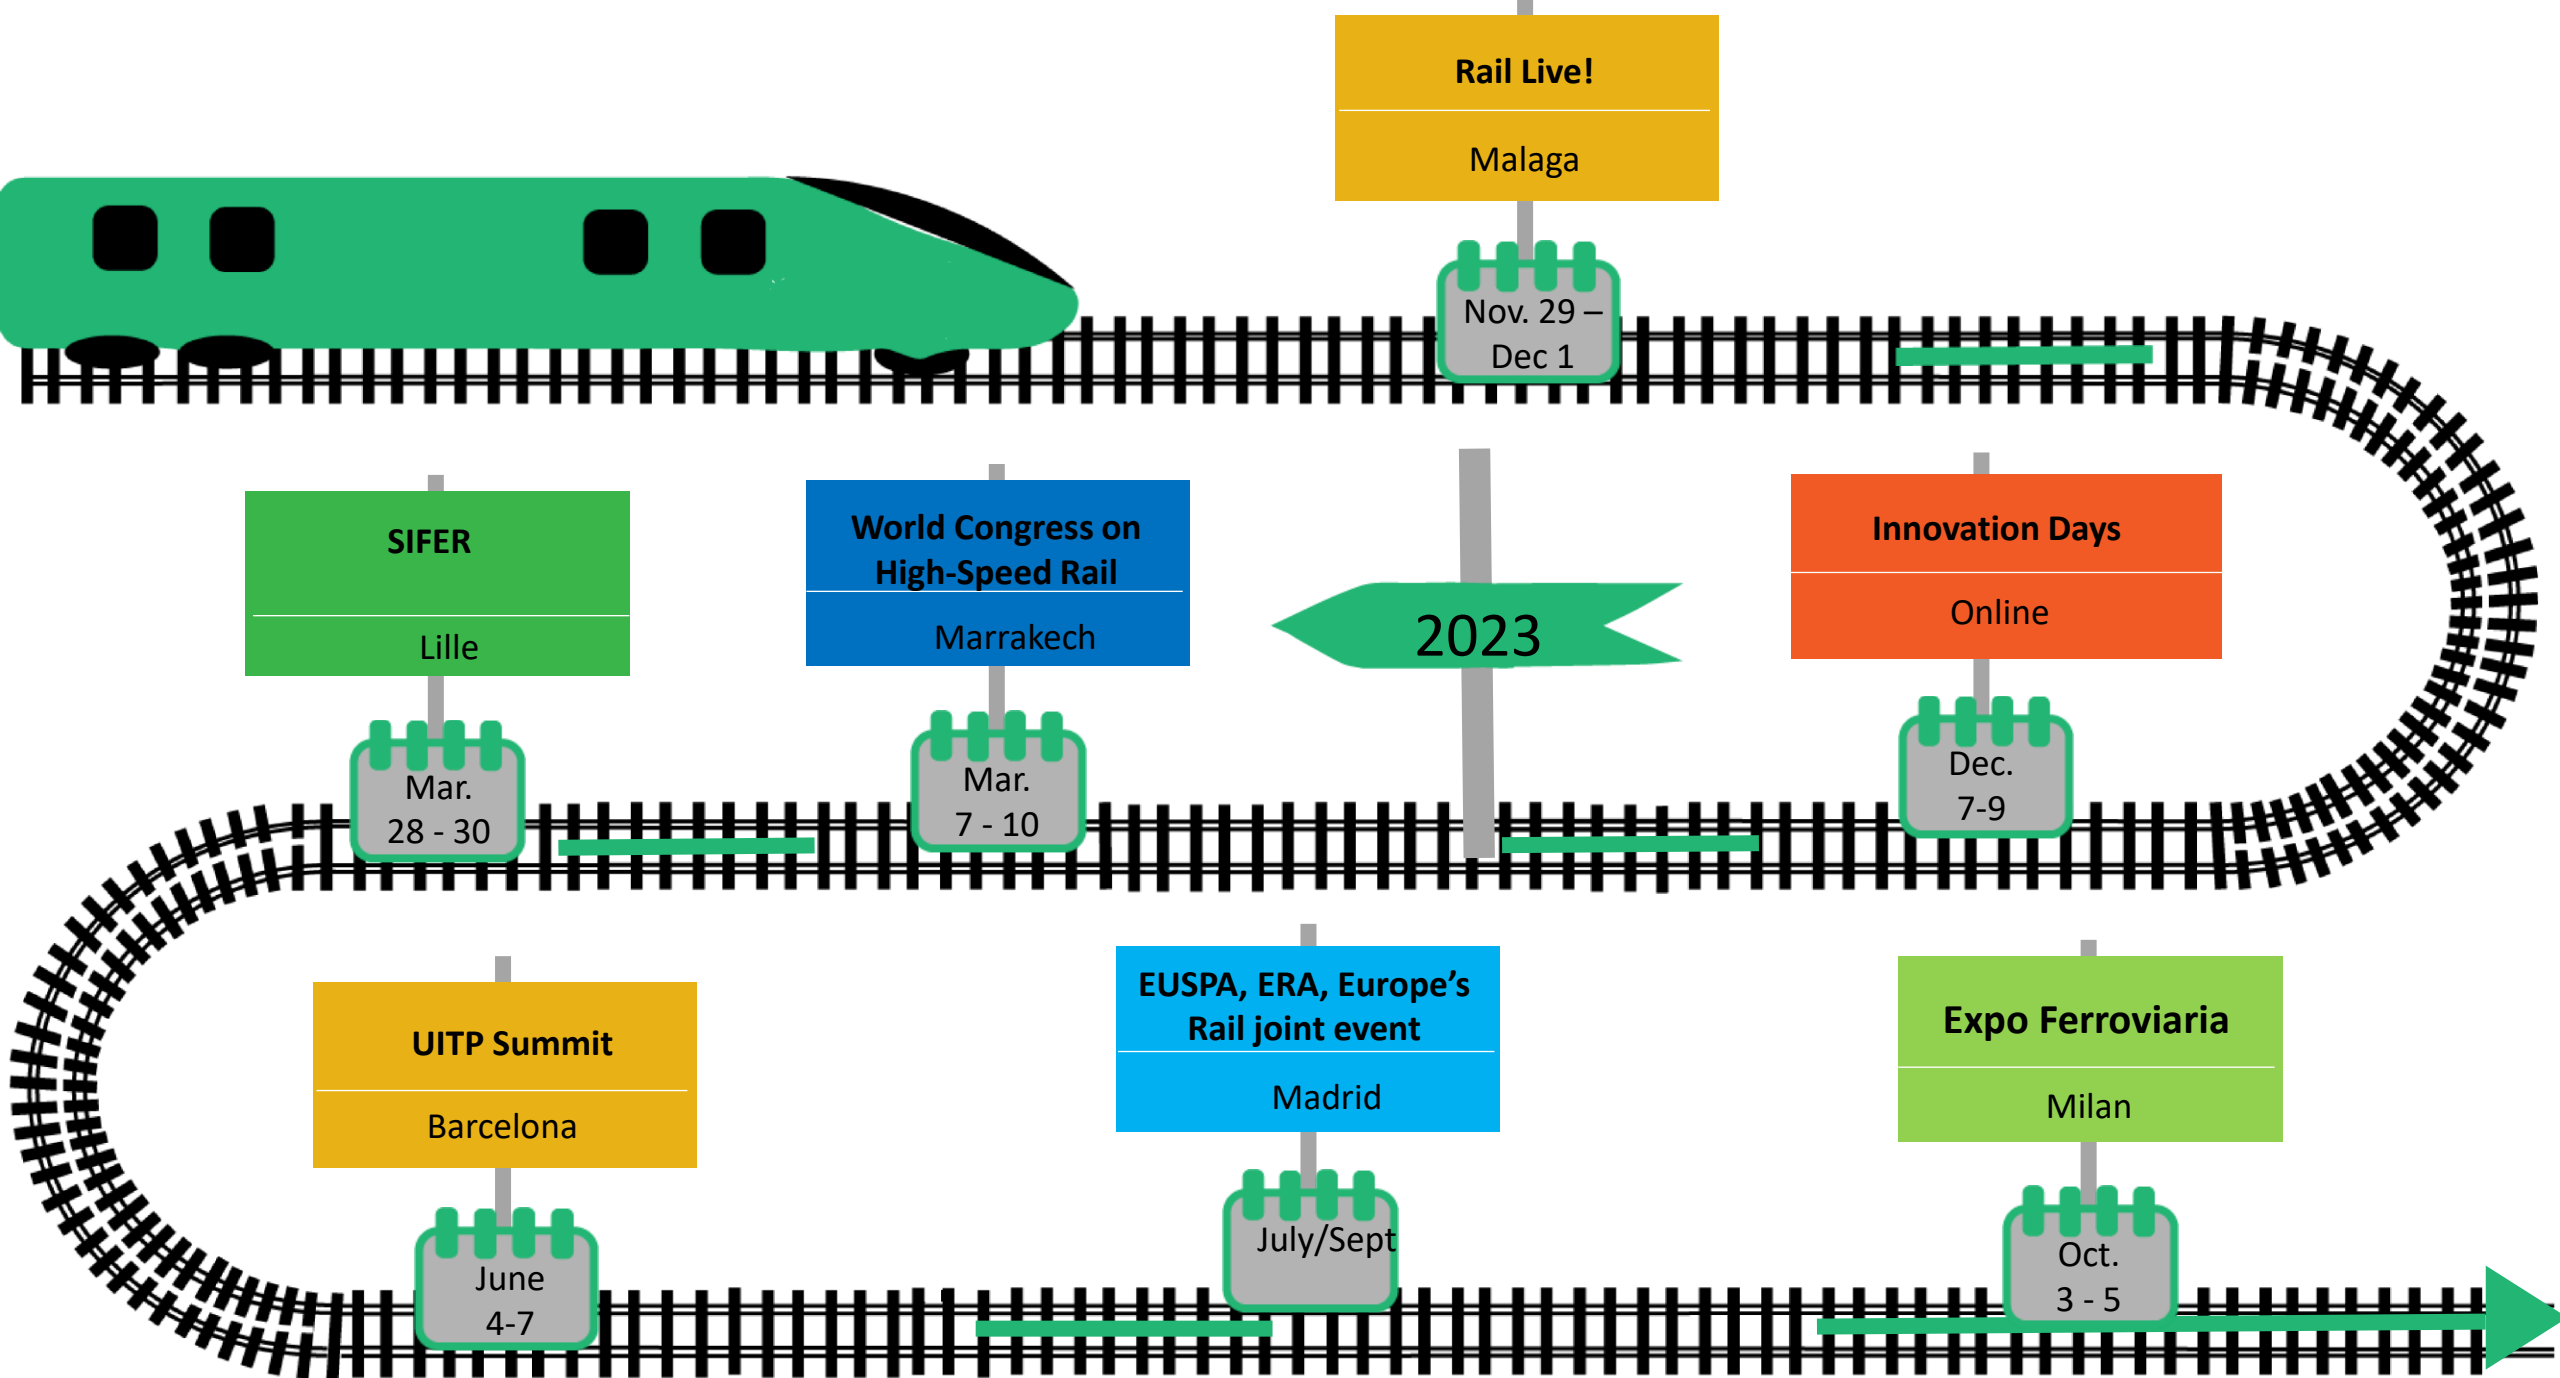 Rail Live!
Malaga
Nov. 29 –
Dec 1
Innovation Days
Online
Dec.
7-9
2023
World Congress on
High-Speed Rail
Marrakech
Mar.
7 - 10
SIFER
Lille
Mar.
28 - 30
UITP Summit
Barcelona
June
4-7
EUSPA, ERA, Europe’s
Rail joint event
Madrid
July/Sept
Expo Ferroviaria
Milan
Oct.
3 - 5